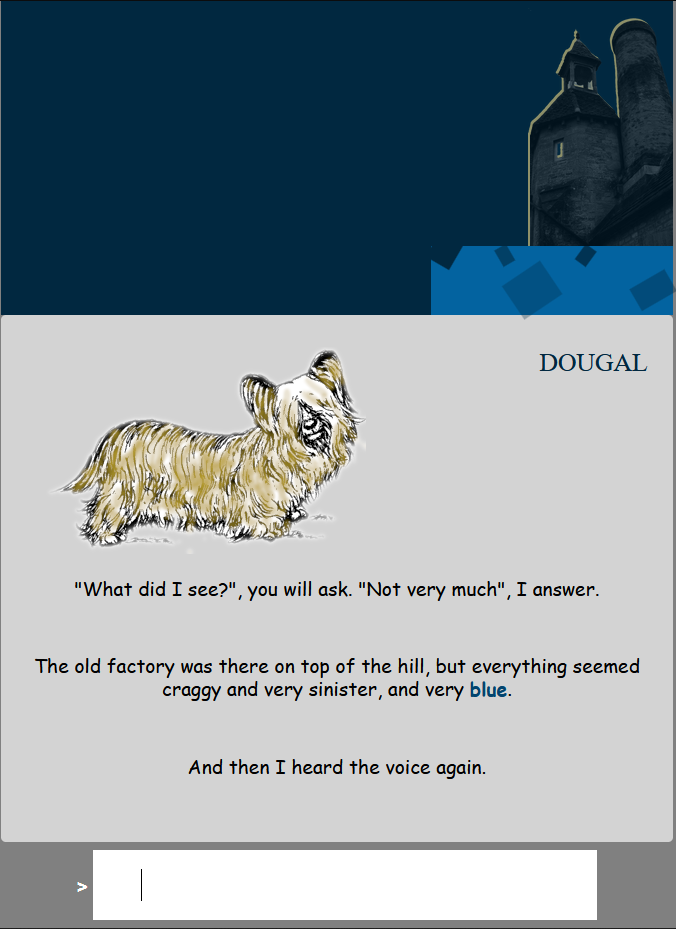 DOUGAL
"What did I see?", you will ask. "Not very much", I answer.
The old factory was there on top of the hill, but everything seemed
craggy and very sinister, and very blue.
And then I heard the voice again.
>